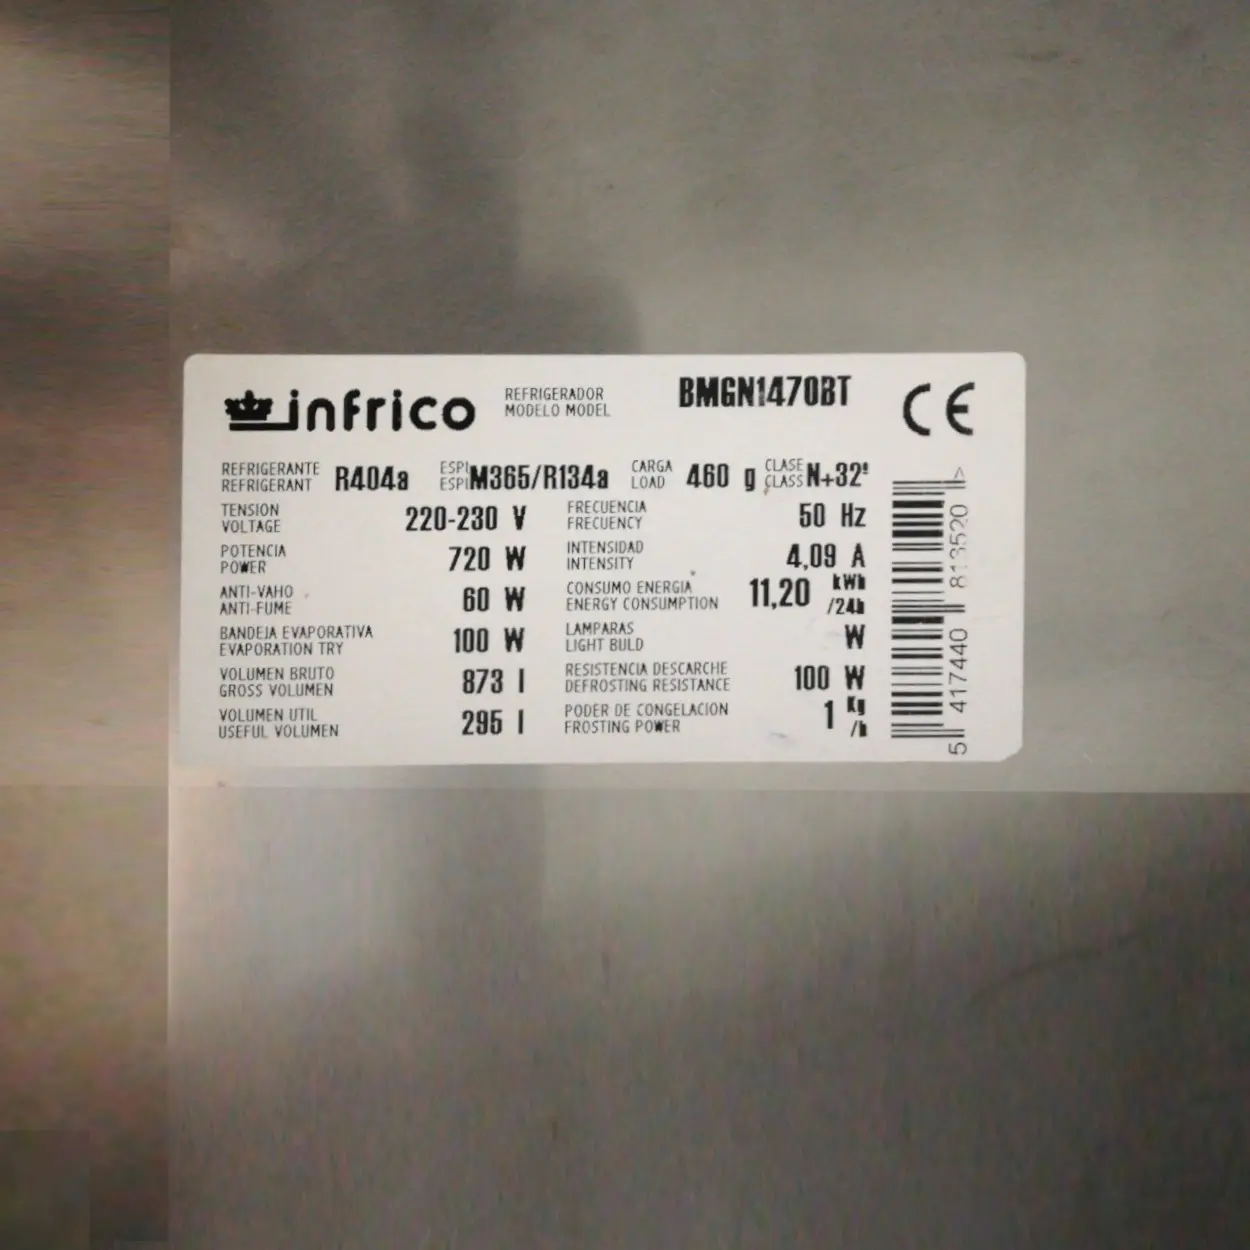 infrico REFRIGERADOR BMGN1470BT CE
MODELO MODEL
REFRIGERANTE R404a ESPI M365/R134a CARGA 460 g CLASE N+32º
REFRIGERANT ESPI LOAD CLASS
TENSION 220-230 V FRECUENCIA 50 Hz
VOLTAGE FRECUENCY
POTENCIA 720 W INTENSIDAD 4,09 A
POWER INTENSITY
ANTI-VAHO 60 W CONSUMO ENERGIA 11,20 kWh
ANTI-FUME ENERGY CONSUMPTION /24h
BANDEJA EVAPORATIVA 100 W LAMPARAS W
EVAPORATION TRY LIGHT BULD
VOLUMEN BRUTO 873 l RESISTENCIA DESCARCHE 100 W
GROSS VOLUMEN DEFROSTING RESISTANCE
VOLUMEN UTIL 295 l PODER DE CONGELACION 1 Kg
USEFUL VOLUMEN FROSTING POWER /h
5 417440 813520 >